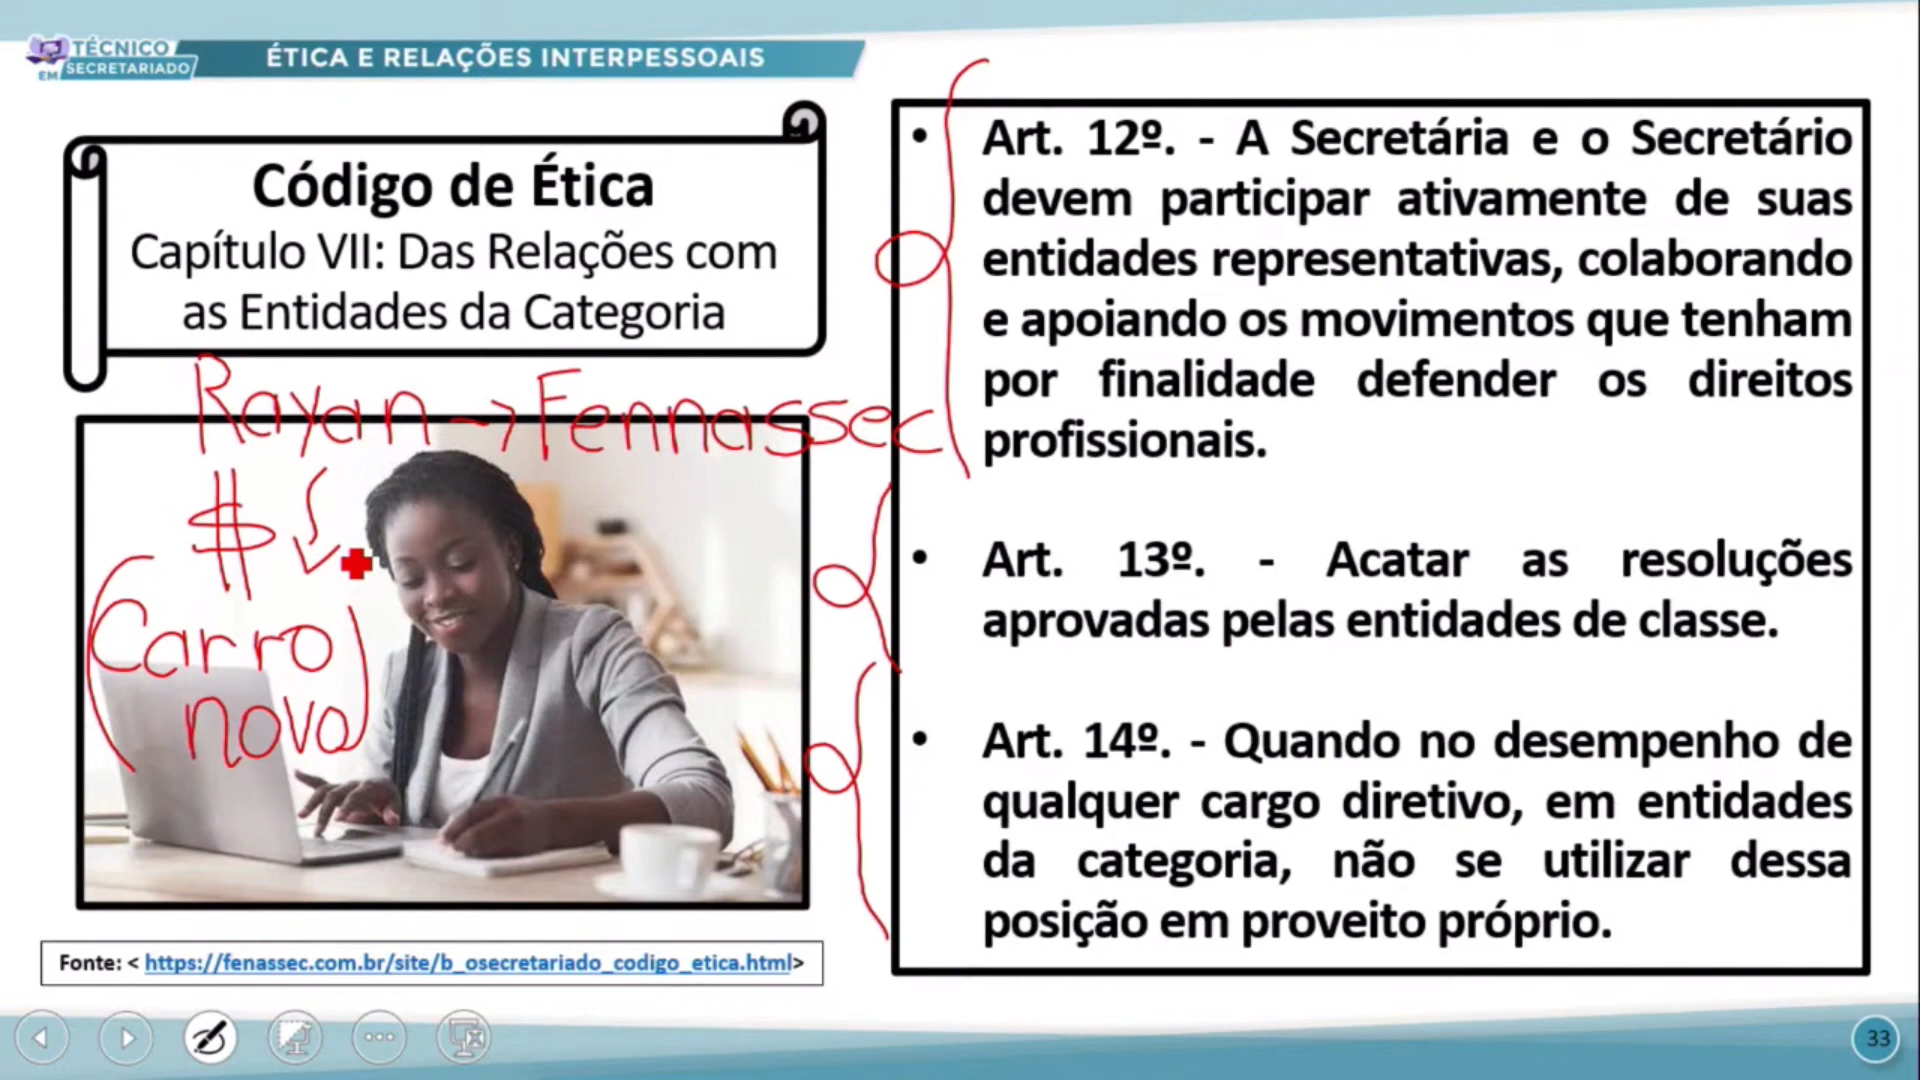 TÉCNICO
EM SECRETARIADO
ÉTICA E RELAÇÕES INTERPESSOAIS
Código de Ética
Capítulo VII: Das Relações com
as Entidades da Categoria
Rayan → Fennassec
$
Carro
novo
Fonte: < https://fenassec.com.br/site/b_osecretariado_codigo_etica.html>
• Art. 12º. - A Secretária e o Secretário
devem participar ativamente de suas
entidades representativas, colaborando
e apoiando os movimentos que tenham
por finalidade defender os direitos
profissionais.
• Art. 13º. - Acatar as resoluções
aprovadas pelas entidades de classe.
• Art. 14º. - Quando no desempenho de
qualquer cargo diretivo, em entidades
da categoria, não se utilizar dessa
posição em proveito próprio.
33